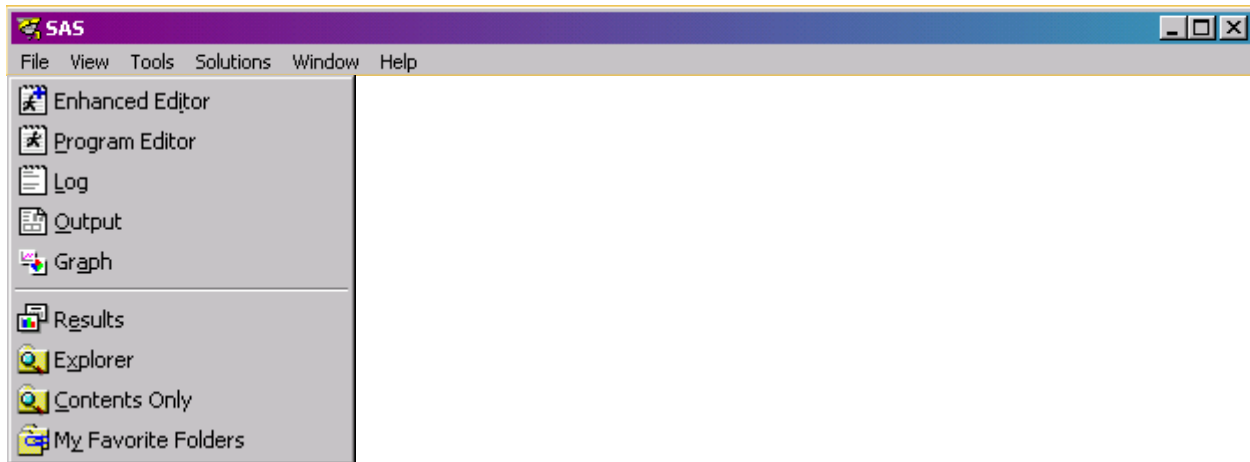 SAS
File View Tools Solutions Window Help
Enhanced Editor
Program Editor
Log
Output
Graph
Results
Explorer
Contents Only
My Favorite Folders